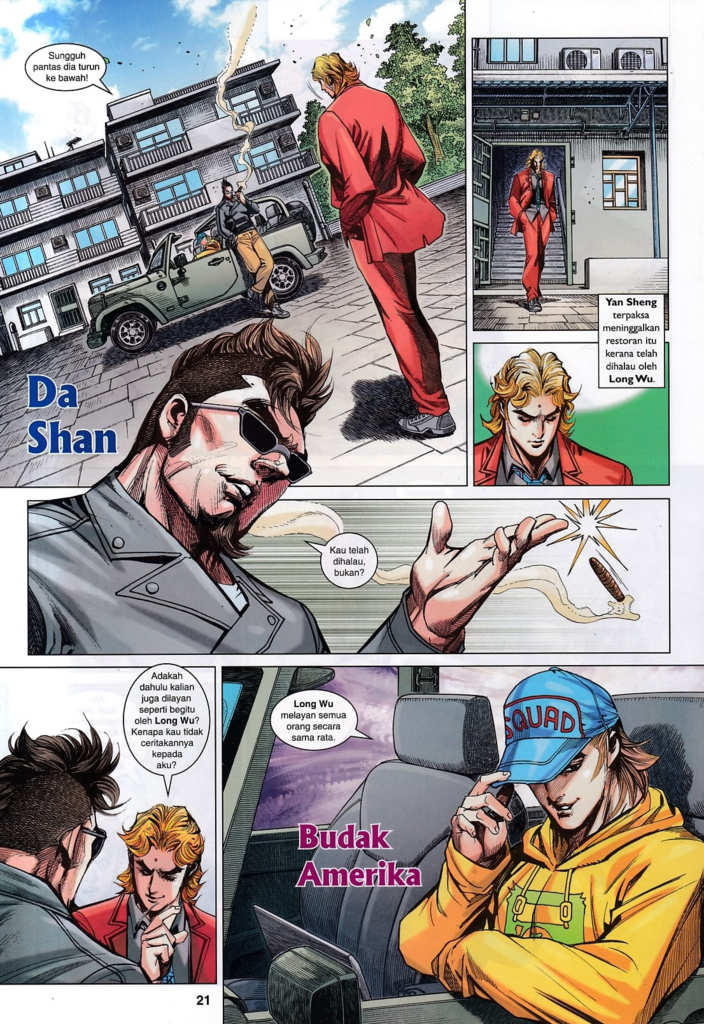 Sungguh
pantas dia turun
ke bawah!
Yan Sheng
terpaksa
meninggalkan
restoran itu
kerana telah
dihalau oleh
Long Wu.
Da
Shan
Kau telah
dihalau,
bukan?
Adakah
dahulu kalian
juga dilayan
seperti begitu
oleh Long Wu?
Kenapa kau tidak
ceritakannya
kepada
aku?
Long Wu
melayan semua
orang secara
sama rata.
SQUAD
Budak
Amerika
21